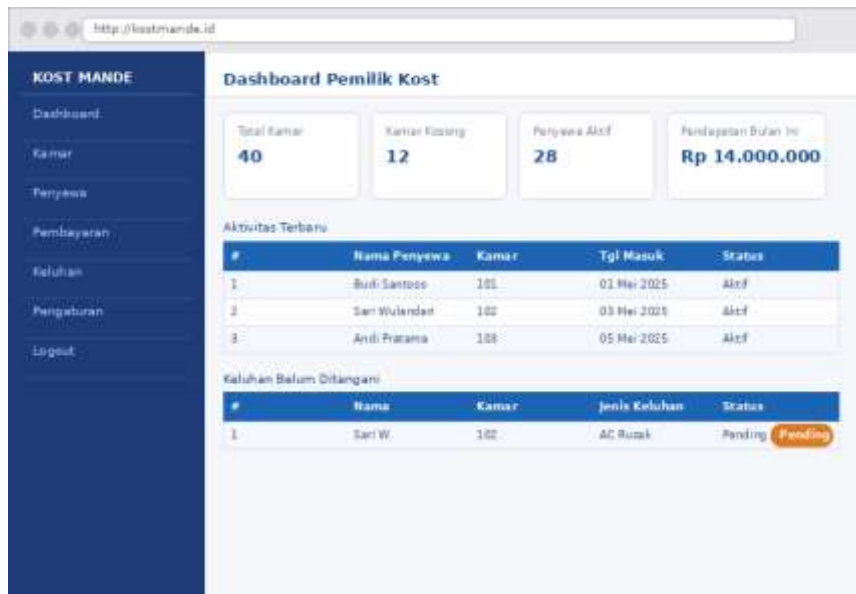 http://kostmande.id
KOST MANDE
Dashboard
Kamar
Penyewa
Pembayaran
Keluhan
Pengaturan
Logout
Dashboard Pemilik Kost
Total Kamar
40
Kamar Kosong
12
Penyewa Aktif
28
Pendapatan Bulan Ini
Rp 14.000.000
Aktivitas Terbaru
# Nama Penyewa Kamar Tgl Masuk Status
1 Budi Santoso 101 01 Mei 2025 Aktif
2 Sari Wulandari 102 03 Mei 2025 Aktif
3 Andi Pratama 103 05 Mei 2025 Aktif
Keluhan Belum Ditangani
# Nama Kamar Jenis Keluhan Status
1 Sari W. 102 AC Rusak Pending Pending